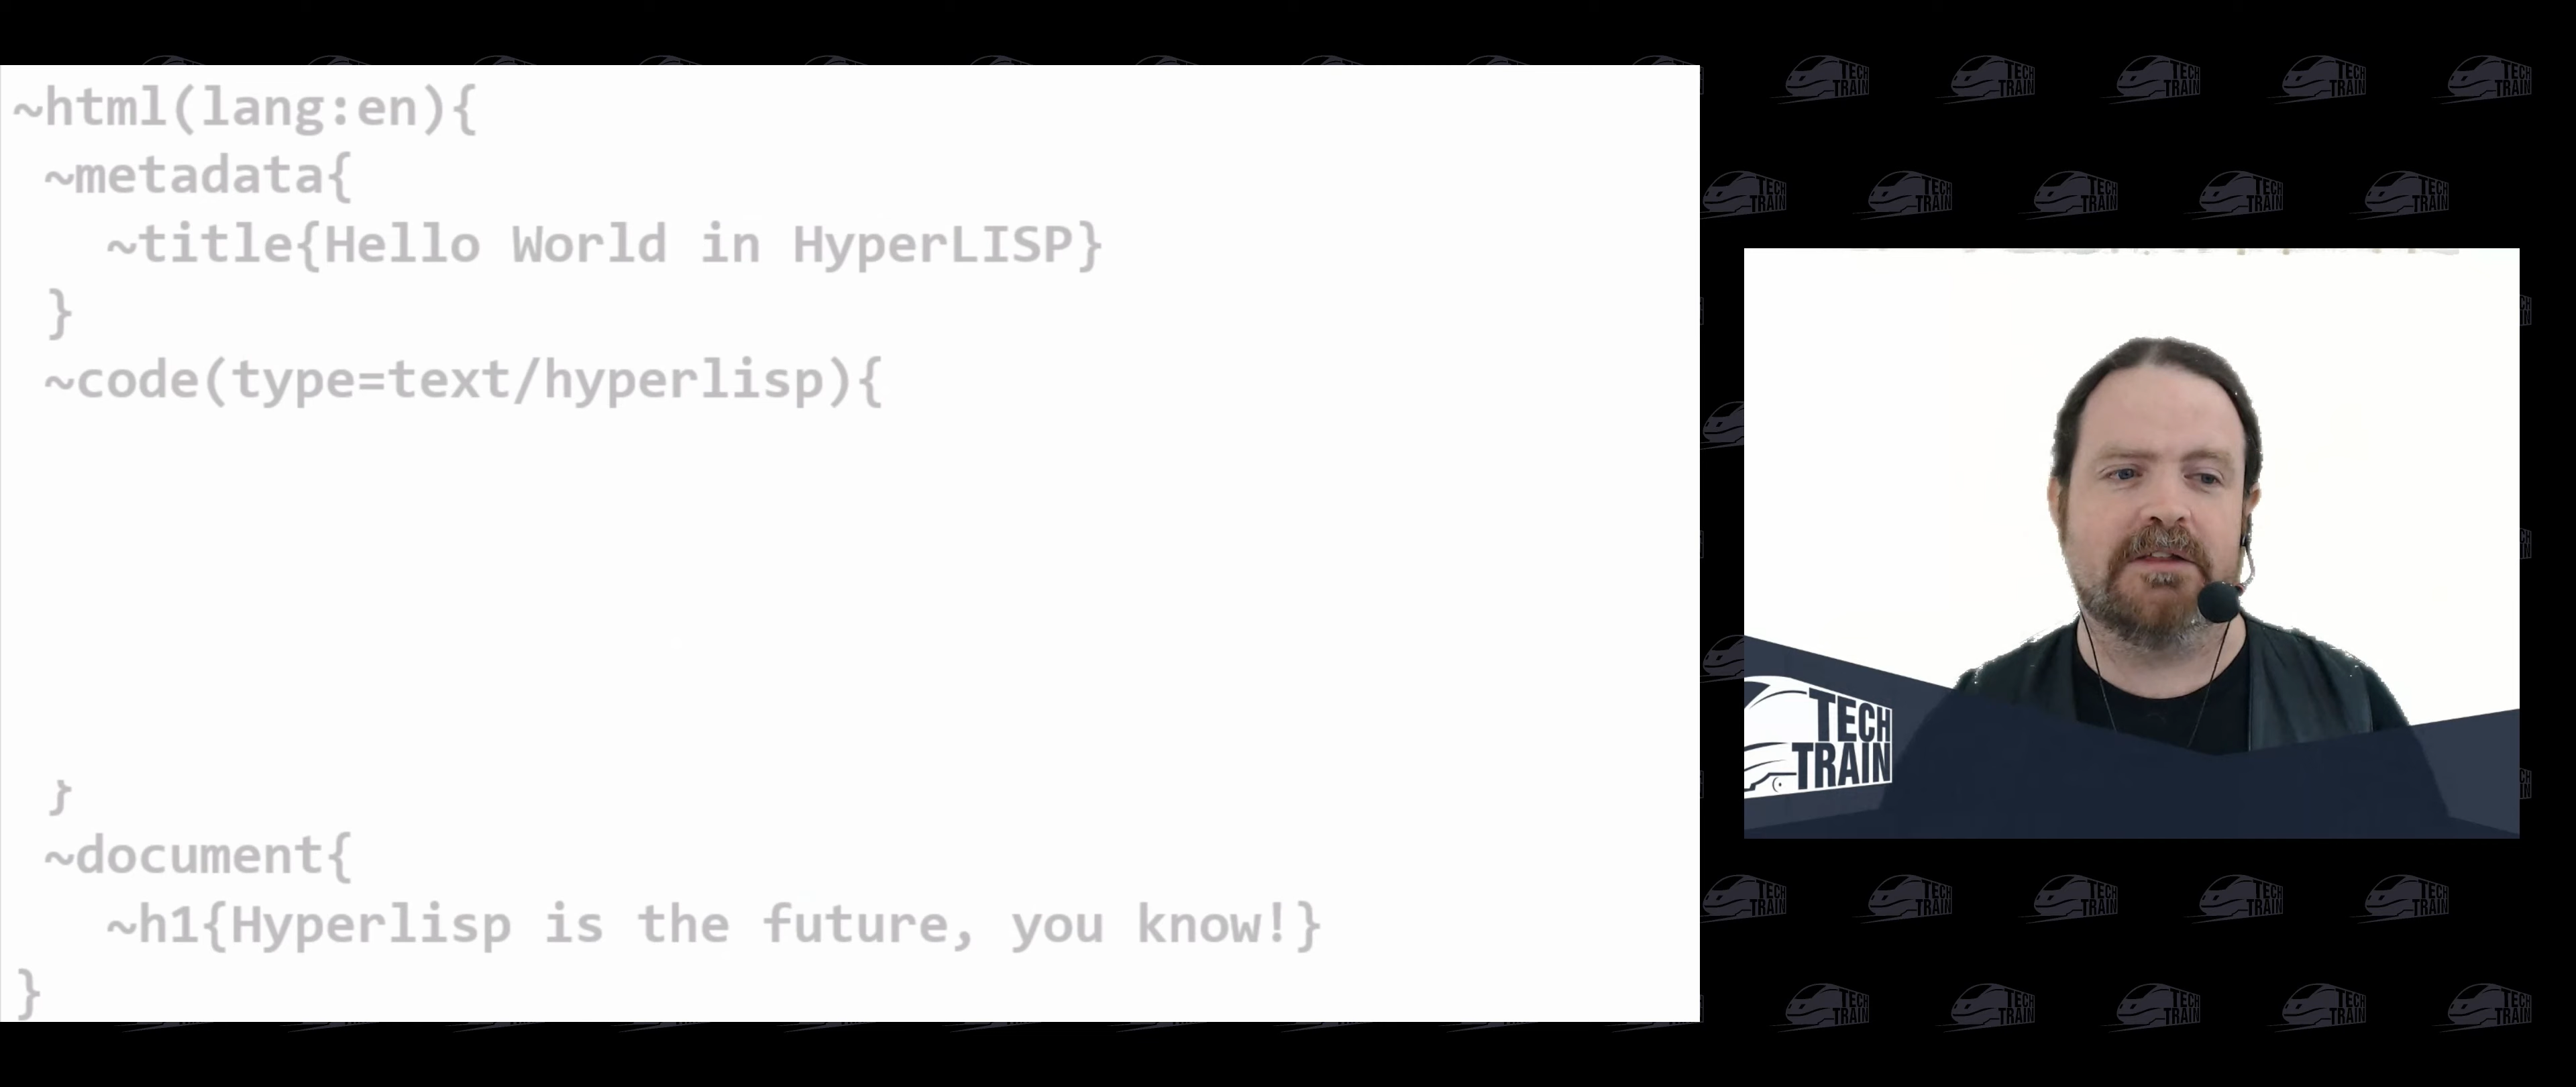 ~html(lang:en){
~metadata{
~title{Hello World in HyperLISP}
}
~code(type=text/hyperlisp){
}
~document{
~h1{Hyperlisp is the future, you know!}
}
TECH
TRAIN